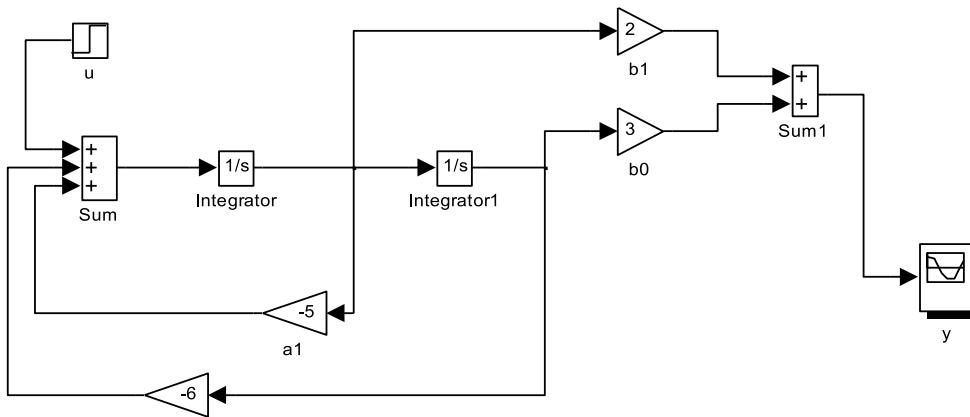 2
b1
u
+
+
Sum1
3
b0
+
+
+
Sum
1/s
Integrator
1/s
Integrator1
-5
a1
y
-6